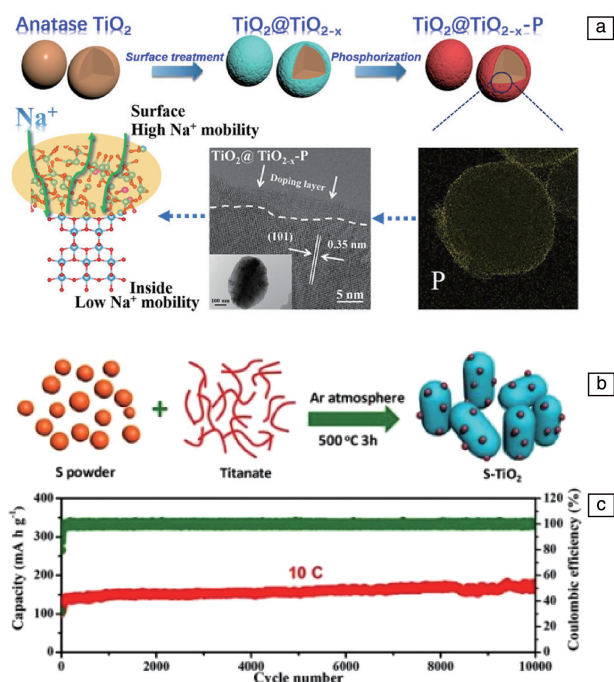 a
Anatase TiO₂
TiO₂@TiO₂₋ₓ
TiO₂@TiO₂₋ₓ-P
Surface treatment
Phosphorization
Na⁺
Surface
High Na⁺ mobility
Inside
Low Na⁺ mobility
TiO₂@ TiO₂₋ₓ-P
Doping layer
(101)
0.35 nm
100 nm
5 nm
P
b
S powder
+
Titanate
Ar atmosphere
500 °C 3h
S-TiO₂
c
Capacity (mA h g⁻¹)
400
300
200
100
0
10 C
0 2000 4000 6000 8000 10000
Cycle number
120
100
80
60
40
20
0
Coulombic efficiency (%)